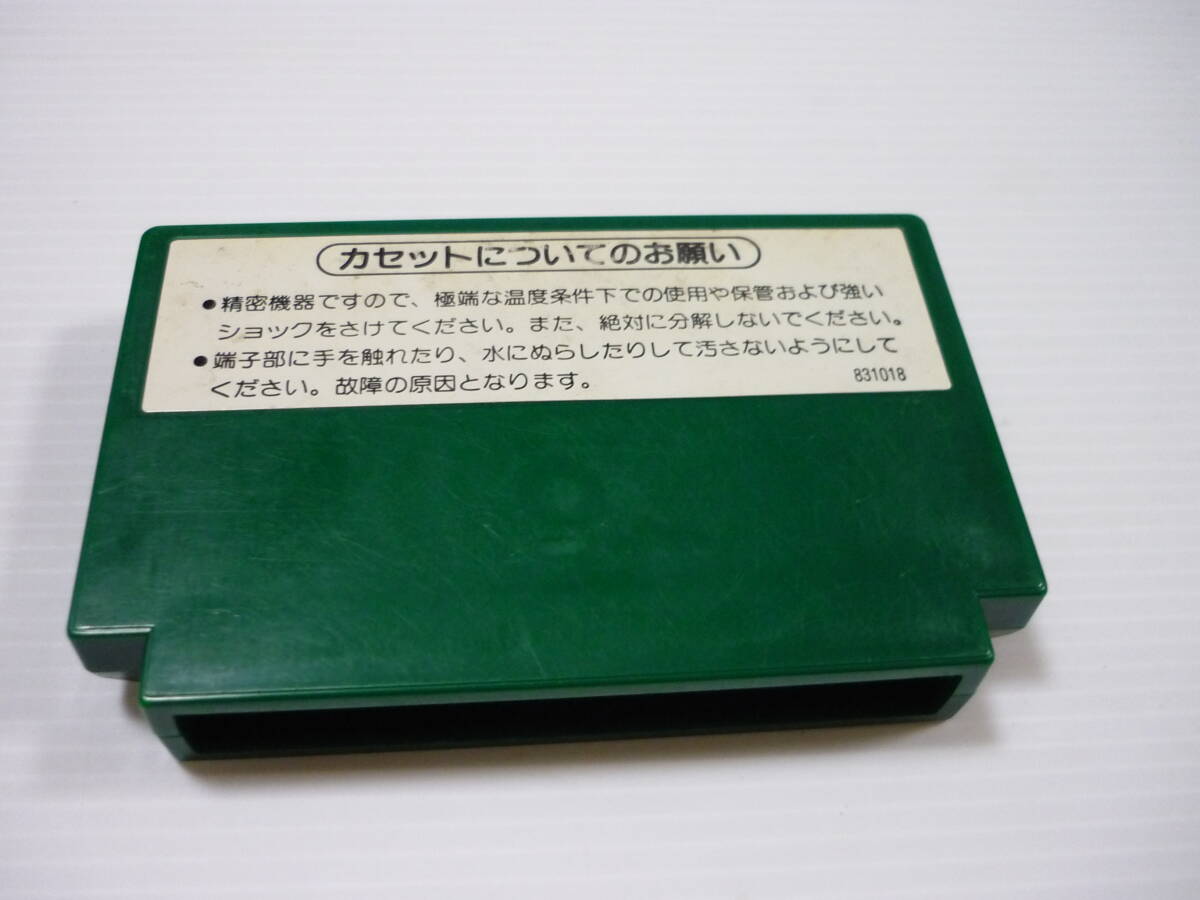 カセットについてのお願い
●精密機器ですので、極端な温度条件下での使用や保管および強い
ショックをさけてください。また、絶対に分解しないでください。
●端子部に手を触れたり、水にぬらしたりして汚さないようにして
ください。故障の原因となります。
831018